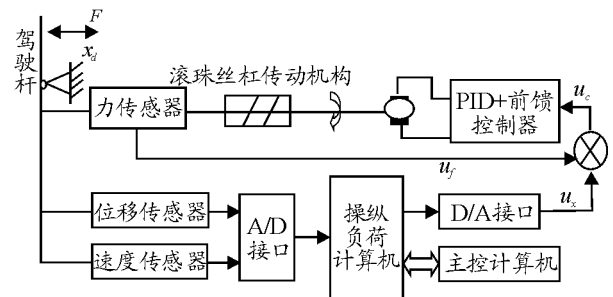 驾驶杆
F
x_d
滚珠丝杠传动机构
力传感器
PID+前馈
控制器
u_c
u_f
u_x
位移传感器
速度传感器
A/D
接口
操纵
负荷
计算机
D/A接口
主控计算机